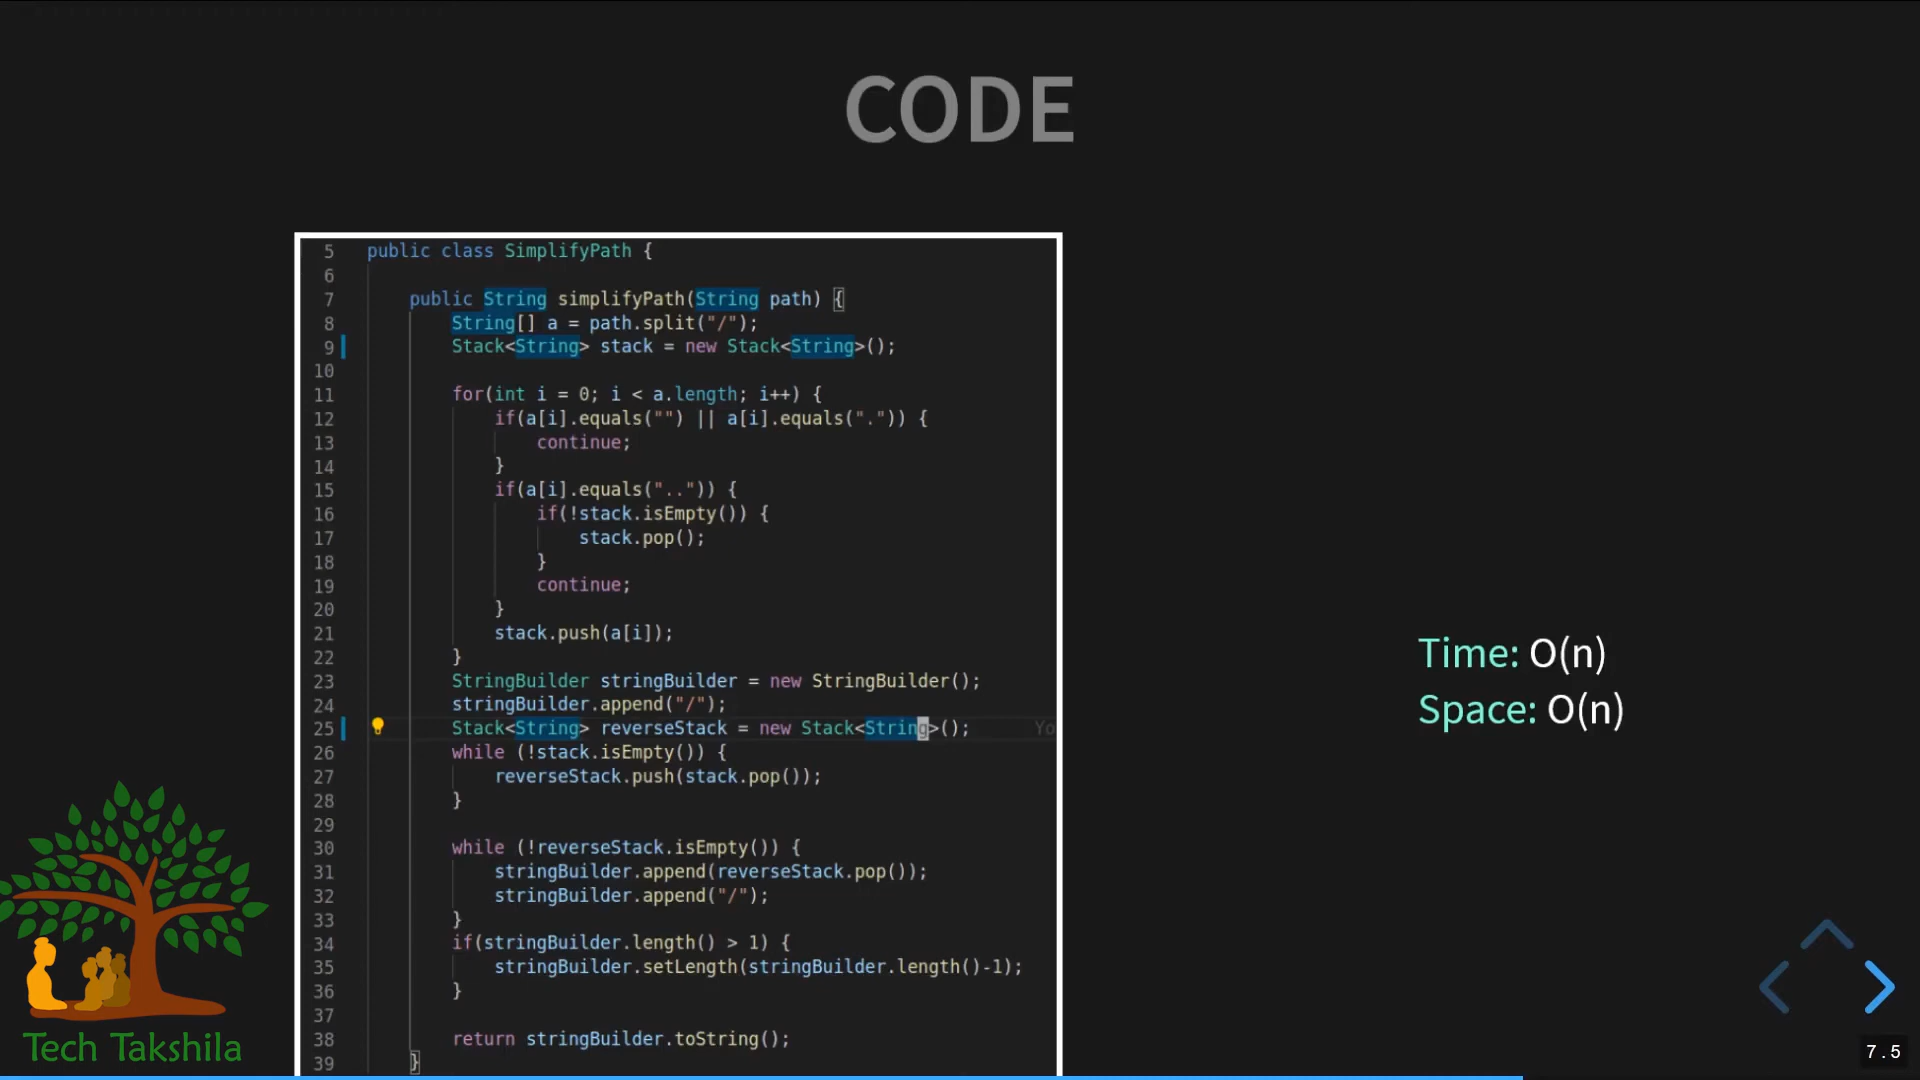 CODE
5 public class SimplifyPath {
6
7 public String simplifyPath(String path) {
8 String[] a = path.split("/");
9 Stack<String> stack = new Stack<String>();
10
11 for(int i = 0; i < a.length; i++) {
12 if(a[i].equals("") || a[i].equals(".")) {
13 continue;
14 }
15 if(a[i].equals("..")) {
16 if(!stack.isEmpty()) {
17 stack.pop();
18 }
19 continue;
20 }
21 stack.push(a[i]);
22 }
23 StringBuilder stringBuilder = new StringBuilder();
24 stringBuilder.append("/");
25 Stack<String> reverseStack = new Stack<String>(); Yo
26 while (!stack.isEmpty()) {
27 reverseStack.push(stack.pop());
28 }
29
30 while (!reverseStack.isEmpty()) {
31 stringBuilder.append(reverseStack.pop());
32 stringBuilder.append("/");
33 }
34 if(stringBuilder.length() > 1) {
35 stringBuilder.setLength(stringBuilder.length()-1);
36 }
37
38 return stringBuilder.toString();
39 }
Time: O(n)
Space: O(n)
Tech Takshila
7.5